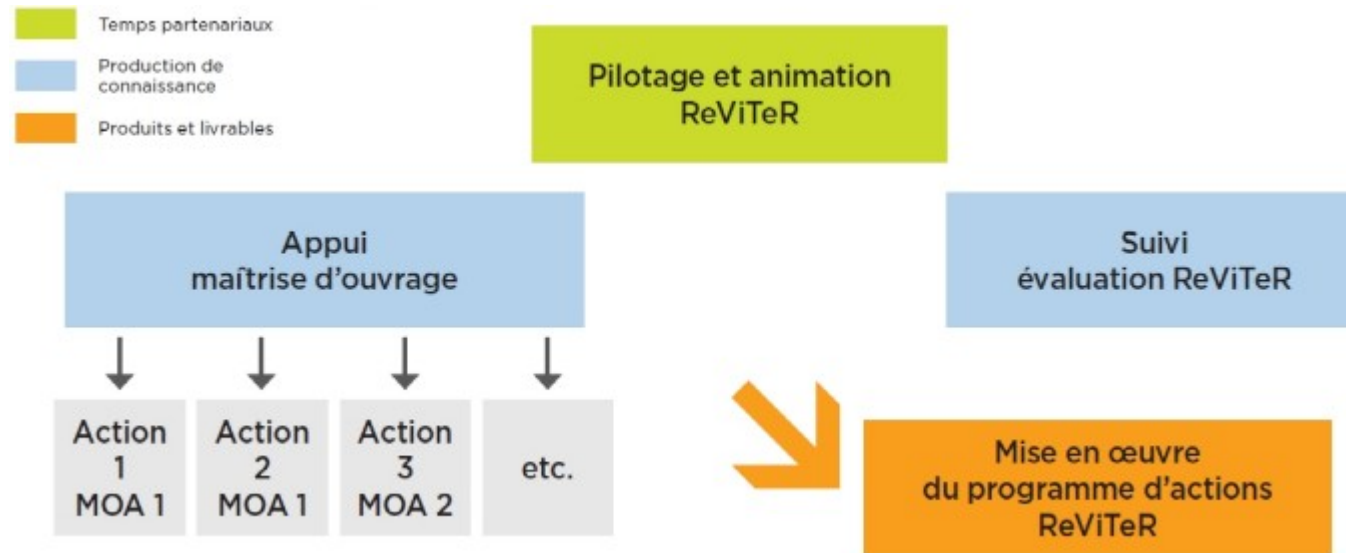 Temps partenariaux
Production de
connaissance
Produits et livrables
Pilotage et animation
ReViTeR
Appui
maîtrise d'ouvrage
Suivi
évaluation ReViTeR
Action
1
MOA 1
Action
2
MOA 1
Action
3
MOA 2
etc.
Mise en œuvre
du programme d'actions
ReViTeR